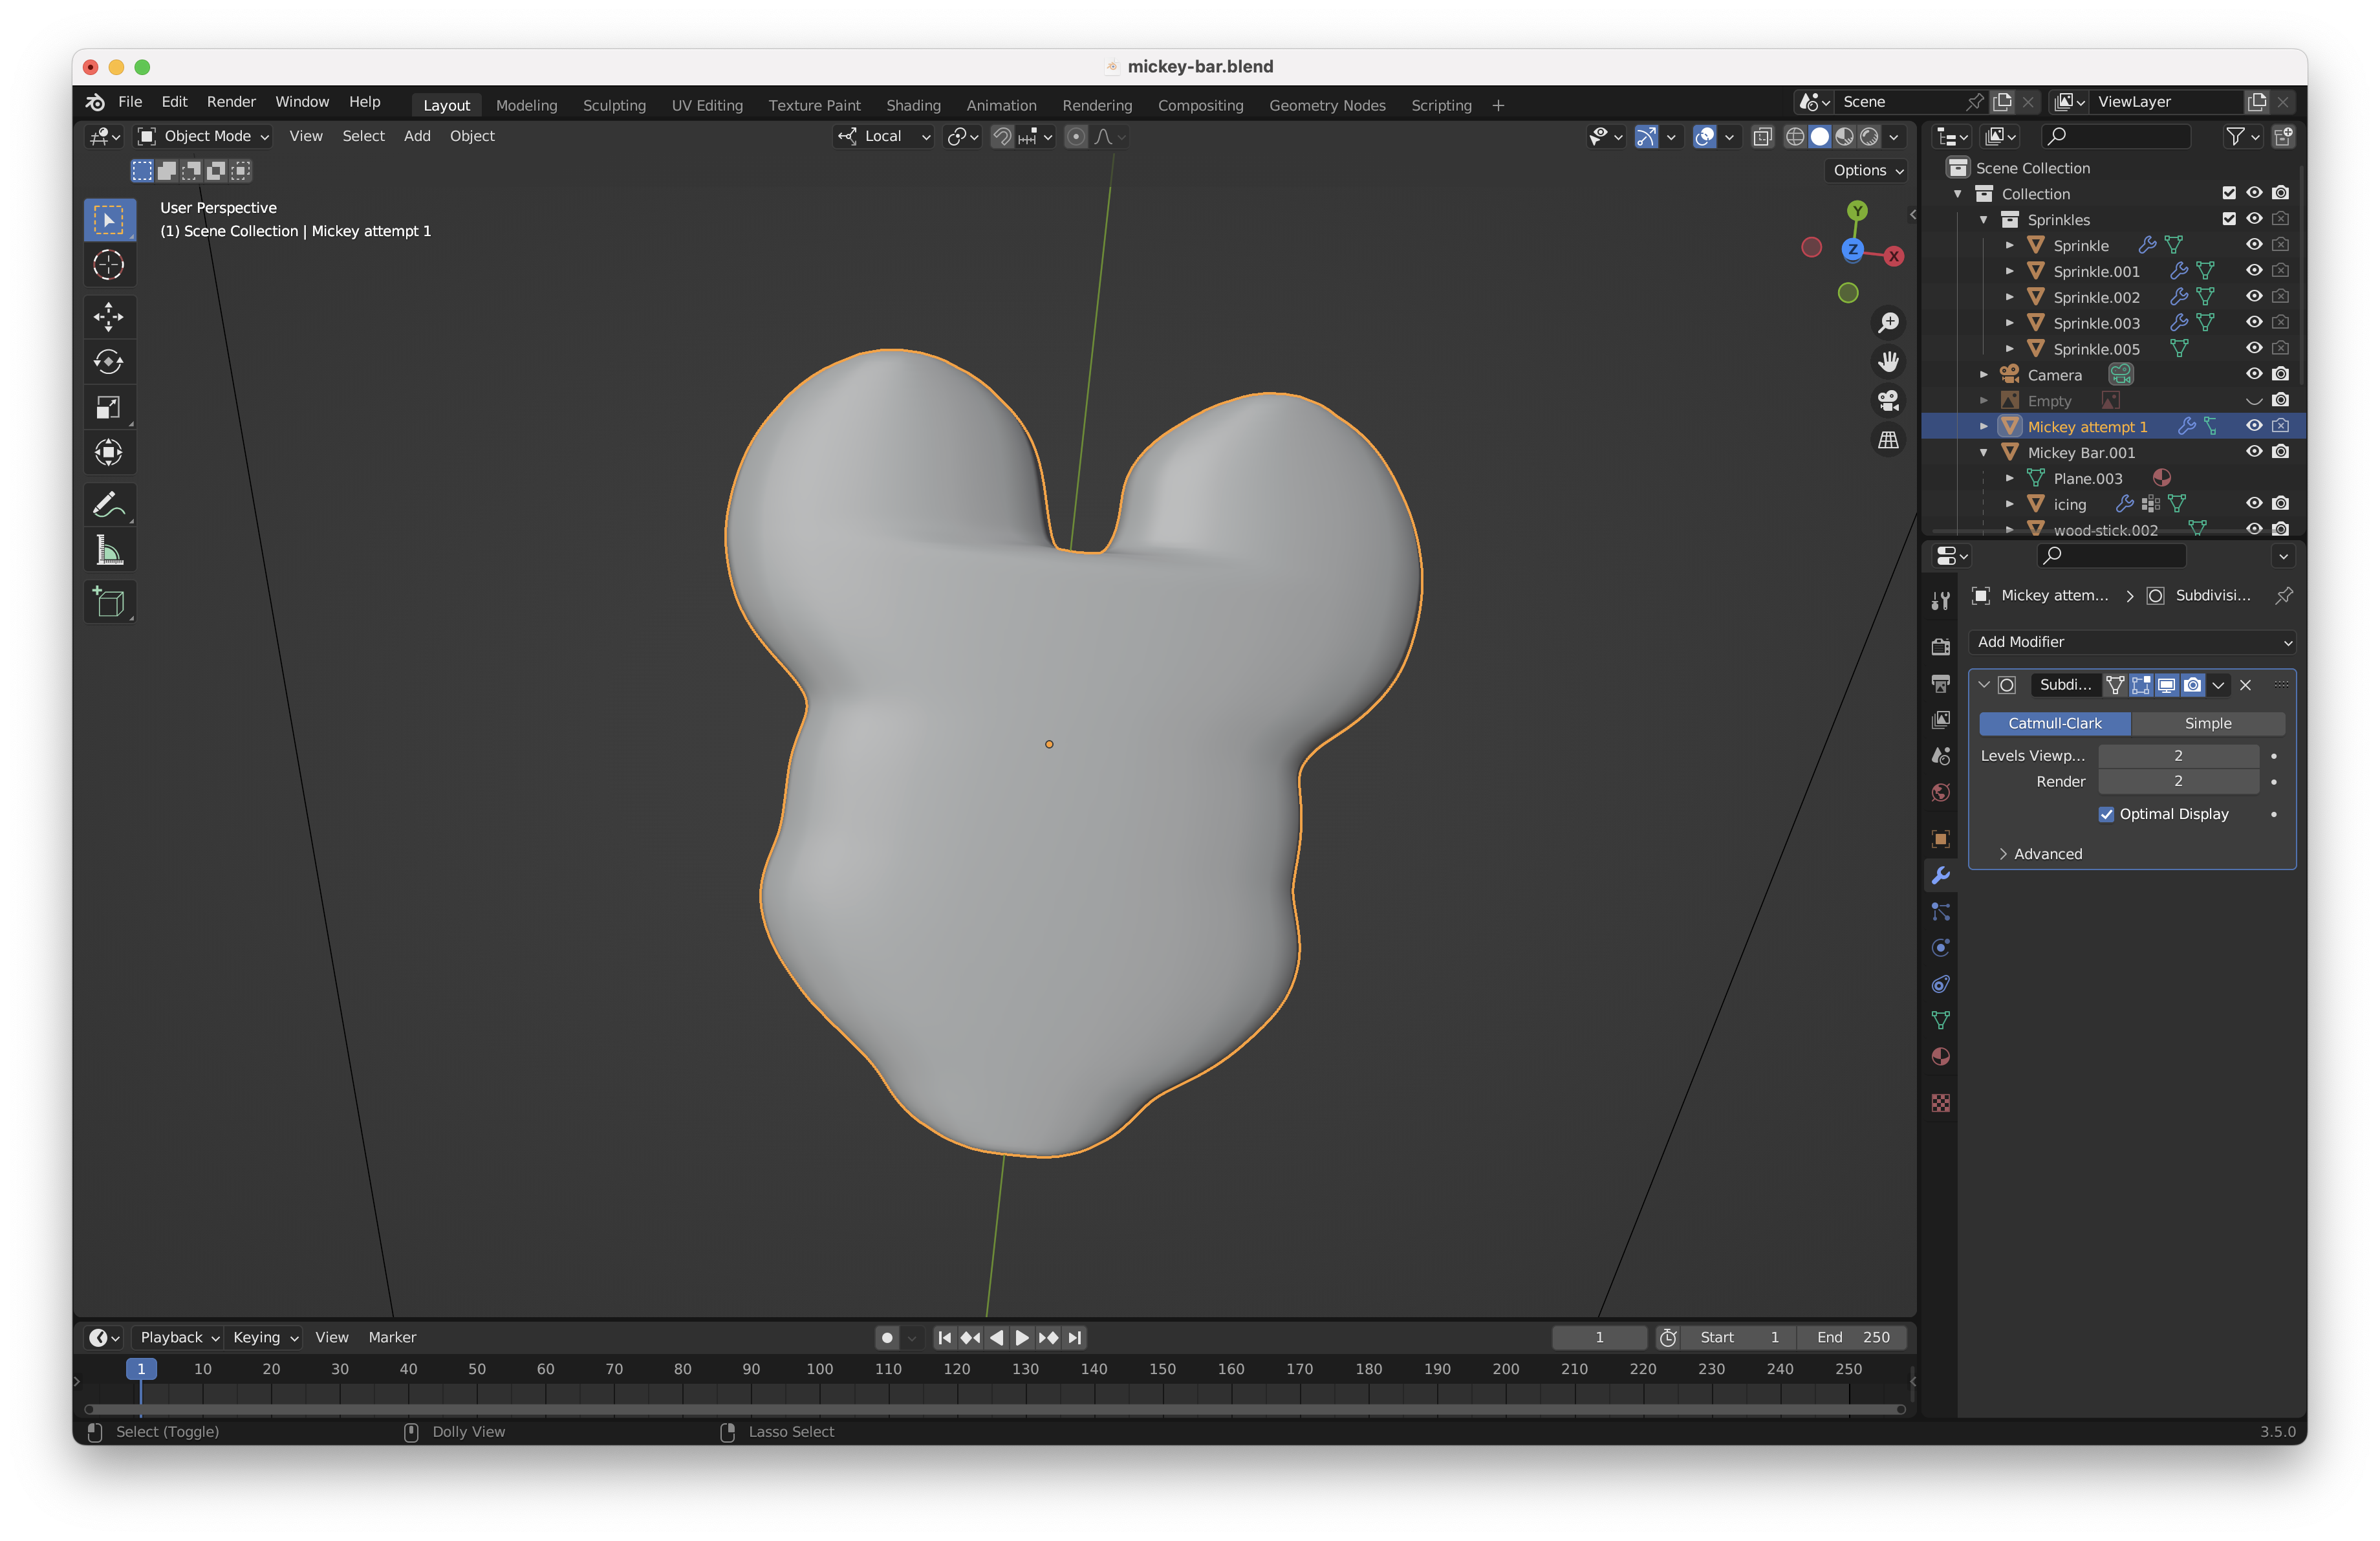 mickey-bar.blend
File Edit Render Window Help Layout Modeling Sculpting UV Editing Texture Paint Shading Animation Rendering Compositing Geometry Nodes Scripting + Scene ViewLayer
Object Mode View Select Add Object Local
Options
User Perspective
(1) Scene Collection | Mickey attempt 1
Y
Z
X
Scene Collection
Collection
Sprinkles
Sprinkle
Sprinkle.001
Sprinkle.002
Sprinkle.003
Sprinkle.005
Camera
Empty
Mickey attempt 1
Mickey Bar.001
Plane.003
icing
wood-stick.002
Mickey attem... Subdivisi...
Add Modifier
Subdi...
Catmull-Clark Simple
Levels Viewp... 2
Render 2
Optimal Display
Advanced
Playback Keying View Marker 1 Start 1 End 250
1 10 20 30 40 50 60 70 80 90 100 110 120 130 140 150 160 170 180 190 200 210 220 230 240 250
Select (Toggle) Dolly View Lasso Select 3.5.0